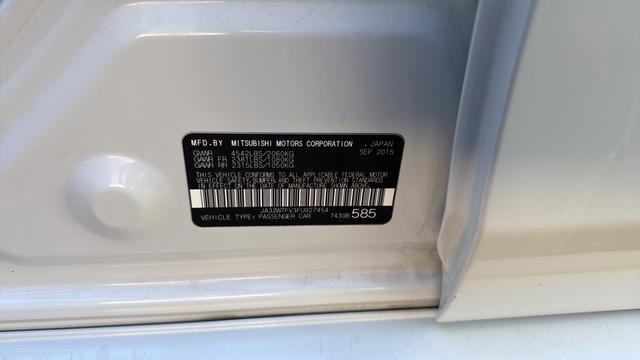 MFD.BY MITSUBISHI MOTORS CORPORATION , JAPAN
GVWR 4542LBS/2060KG SEP 2015
GAWR FR 2381LBS/1080KG
GAWR RR 2315LBS/1050KG
THIS VEHICLE CONFORMS TO ALL APPLICABLE FEDERAL MOTOR
VEHICLE SAFETY, BUMPER, AND THEFT PREVENTION STANDARDS
IN EFFECT ON THE DATE OF MANUFACTURE SHOWN ABOVE.
JA32W7FV3FU027454
VEHICLE TYPE: PASSENGER CAR 7430B 585